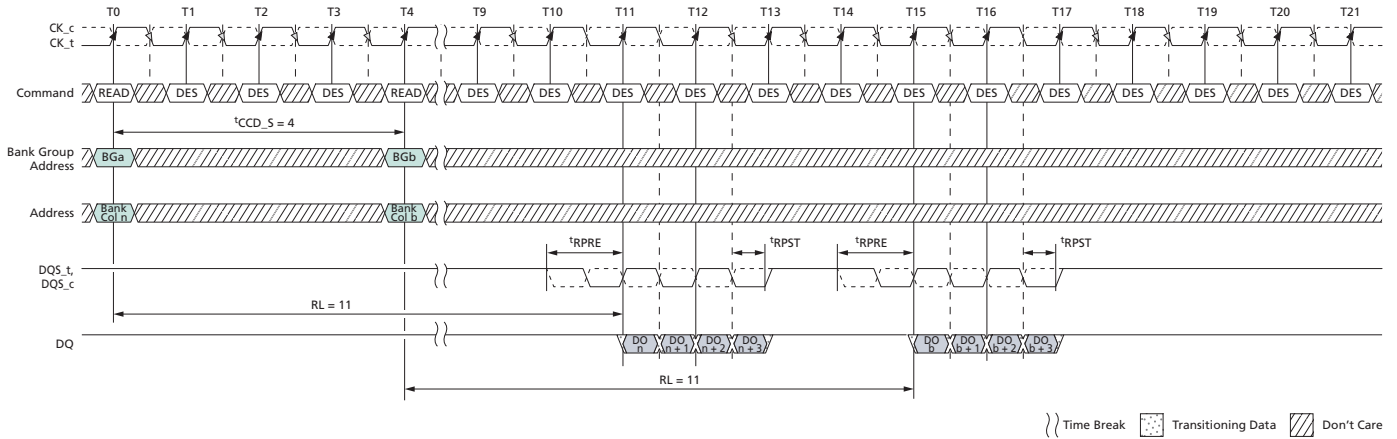 T0 T1 T2 T3 T4 T9 T10 T11 T12 T13 T14 T15 T16 T17 T18 T19 T20 T21
CK_c
CK_t
Command READ DES DES DES READ DES DES DES DES DES DES DES DES DES DES DES DES DES
tCCD_S = 4
Bank Group
Address
BGa BGb
Address
Bank
Col n
Bank
Col b
tRPRE tRPST tRPRE tRPST
DQS_t,
DQS_c
RL = 11
DQ
DO
n
DO
n + 1
DO
n + 2
DO
n + 3
DO
b
DO
b + 1
DO
b + 2
DO
b + 3
RL = 11
Time Break Transitioning Data Don't Care